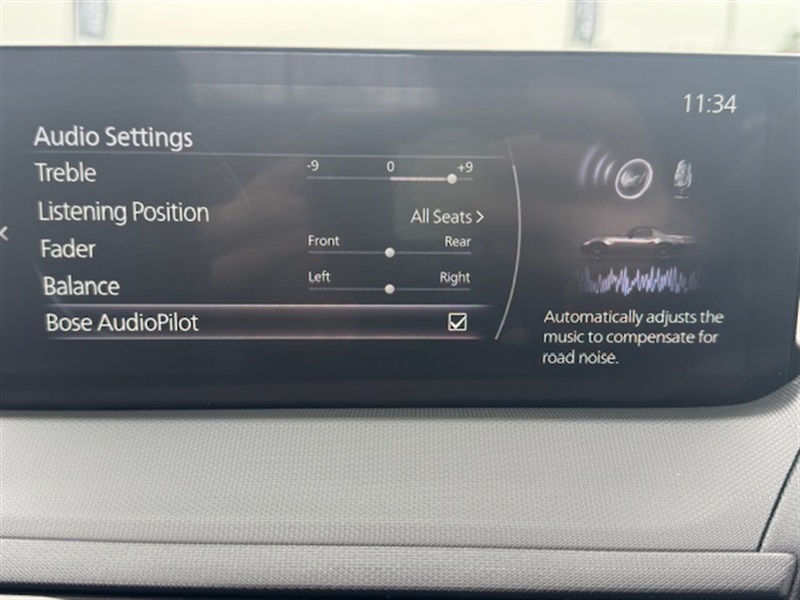 11:34
Audio Settings
Treble -9 0 +9
Listening Position All Seats >
Fader Front Rear
Balance Left Right
Bose AudioPilot
Automatically adjusts the
music to compensate for
road noise.